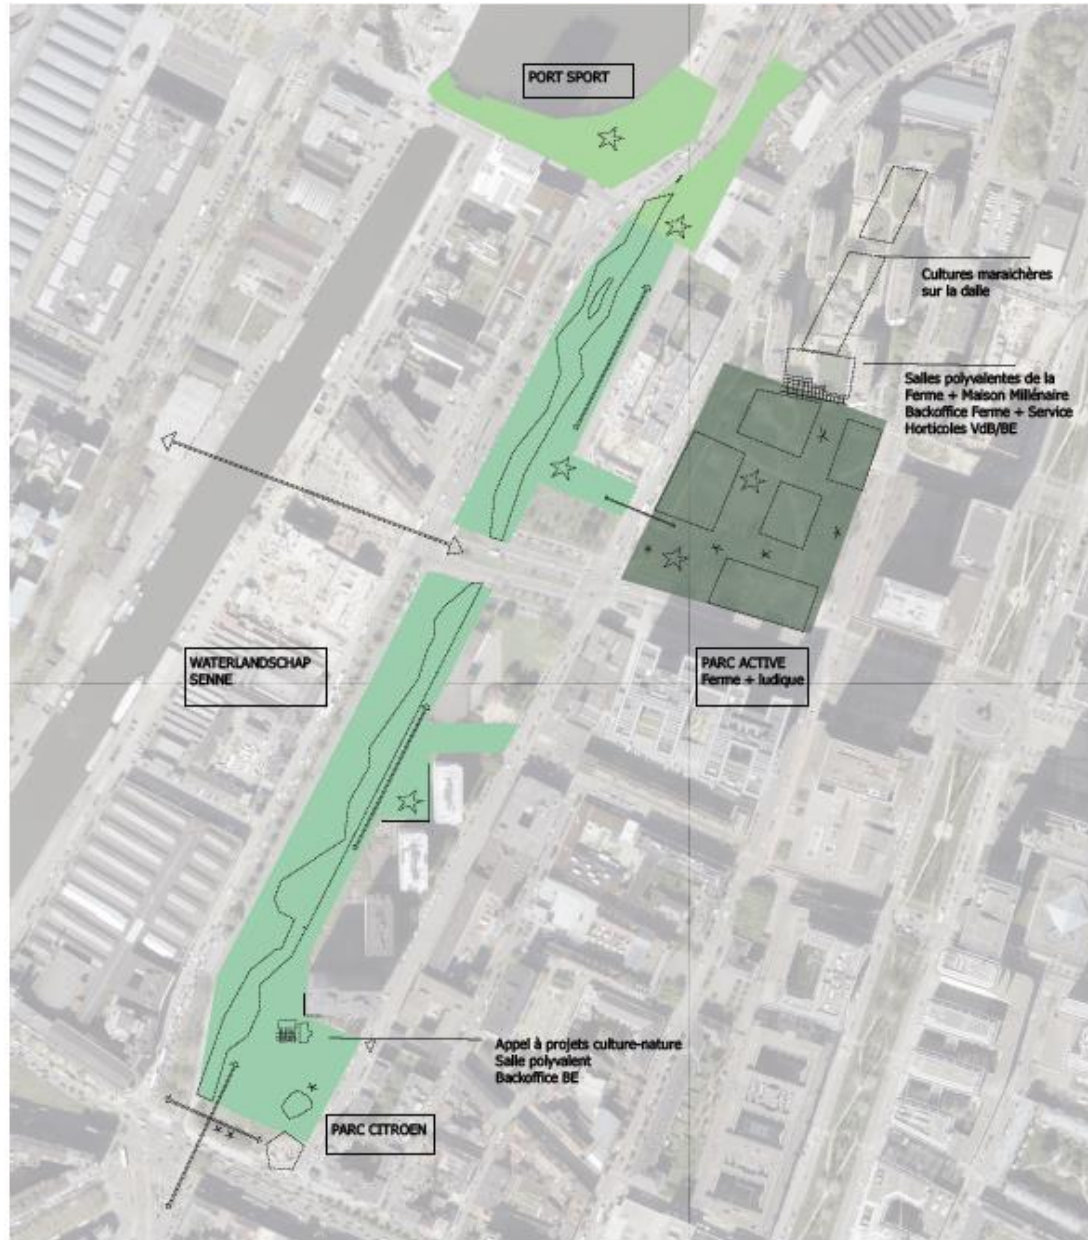 PORT SPORT
Cultures maraichères
sur la dalle
Salles polyvalentes de la
Ferme + Maison Millénaire
Backoffice Ferme + Service
Horticoles VdB/BE
WATERLANDSCHAP
SENNE
PARC ACTIVE
Ferme + ludique
Appel à projets culture-nature
Salle polyvalent
Backoffice BE
PARC CITROEN